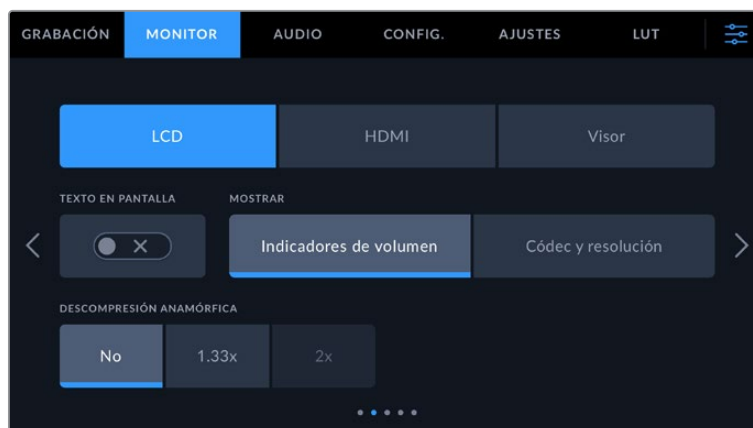 GRABACIÓN MONITOR AUDIO CONFIG. AJUSTES LUT
LCD HDMI Visor
TEXTO EN PANTALLA MOSTRAR
Indicadores de volumen Códec y resolución
DESCOMPRESIÓN ANAMÓRFICA
No 1.33x 2x